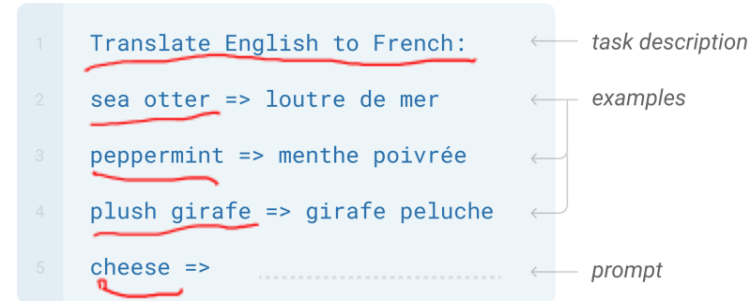 1 Translate English to French: task description
2 sea otter => loutre de mer examples
3 peppermint => menthe poivrée
4 plush girafe => girafe peluche
5 cheese => prompt